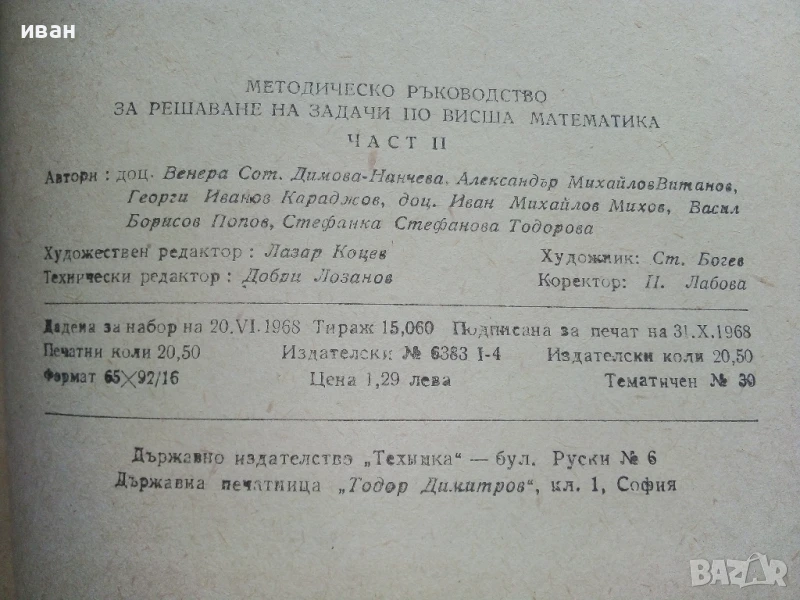 иван
МЕТОДИЧЕСКО РЪКОВОДСТВО
ЗА РЕШАВАНЕ НА ЗАДАЧИ ПО ВИСША МАТЕМАТИКА
ЧАСТ II
Автори : доц. Венера Сот. Димова-Нанчева, Александър Михайлов Витанов,
Георги Иванов Караджов, доц. Иван Михайлов Михов, Васил
Борисов Попов, Стефанка Стефанова Тодорова
Художествен редактор : Лазар Коцев Художник: Ст. Богев
Технически редактор : Добри Лозанов Коректор: П. Лабова
Дадена за набор на 20.VI.1968 Тираж 15,060 Подписана за печат на 31.X.1968
Печатни коли 20,50 Издателски № 6383 I-4 Издателски коли 20,50
Формат 65×92/16 Цена 1,29 лева Тематичен № 30
Държавно издателство „Техника“ — бул. Руски № 6
Държавна печатница „Тодор Димитров“, кл. 1, София
BAZAR